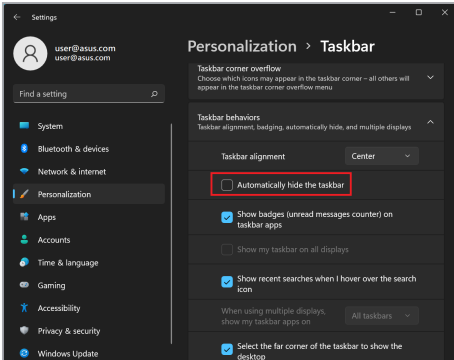 Settings
user@asus.com
user@asus.com
Find a setting
System
Bluetooth & devices
Network & internet
Personalization
Apps
Accounts
Time & language
Gaming
Accessibility
Privacy & security
Windows Update
Personalization > Taskbar
Taskbar corner overflow
Choose which icons may appear in the taskbar corner – all others will
appear in the taskbar corner overflow menu
Taskbar behaviors
Taskbar alignment, badging, automatically hide, and multiple displays
Taskbar alignment
Center
Automatically hide the taskbar
Show badges (unread messages counter) on
taskbar apps
Show my taskbar on all displays
Show recent searches when I hover over the search
icon
When using multiple displays,
show my taskbar apps on
All taskbars
Select the far corner of the taskbar to show the
desktop